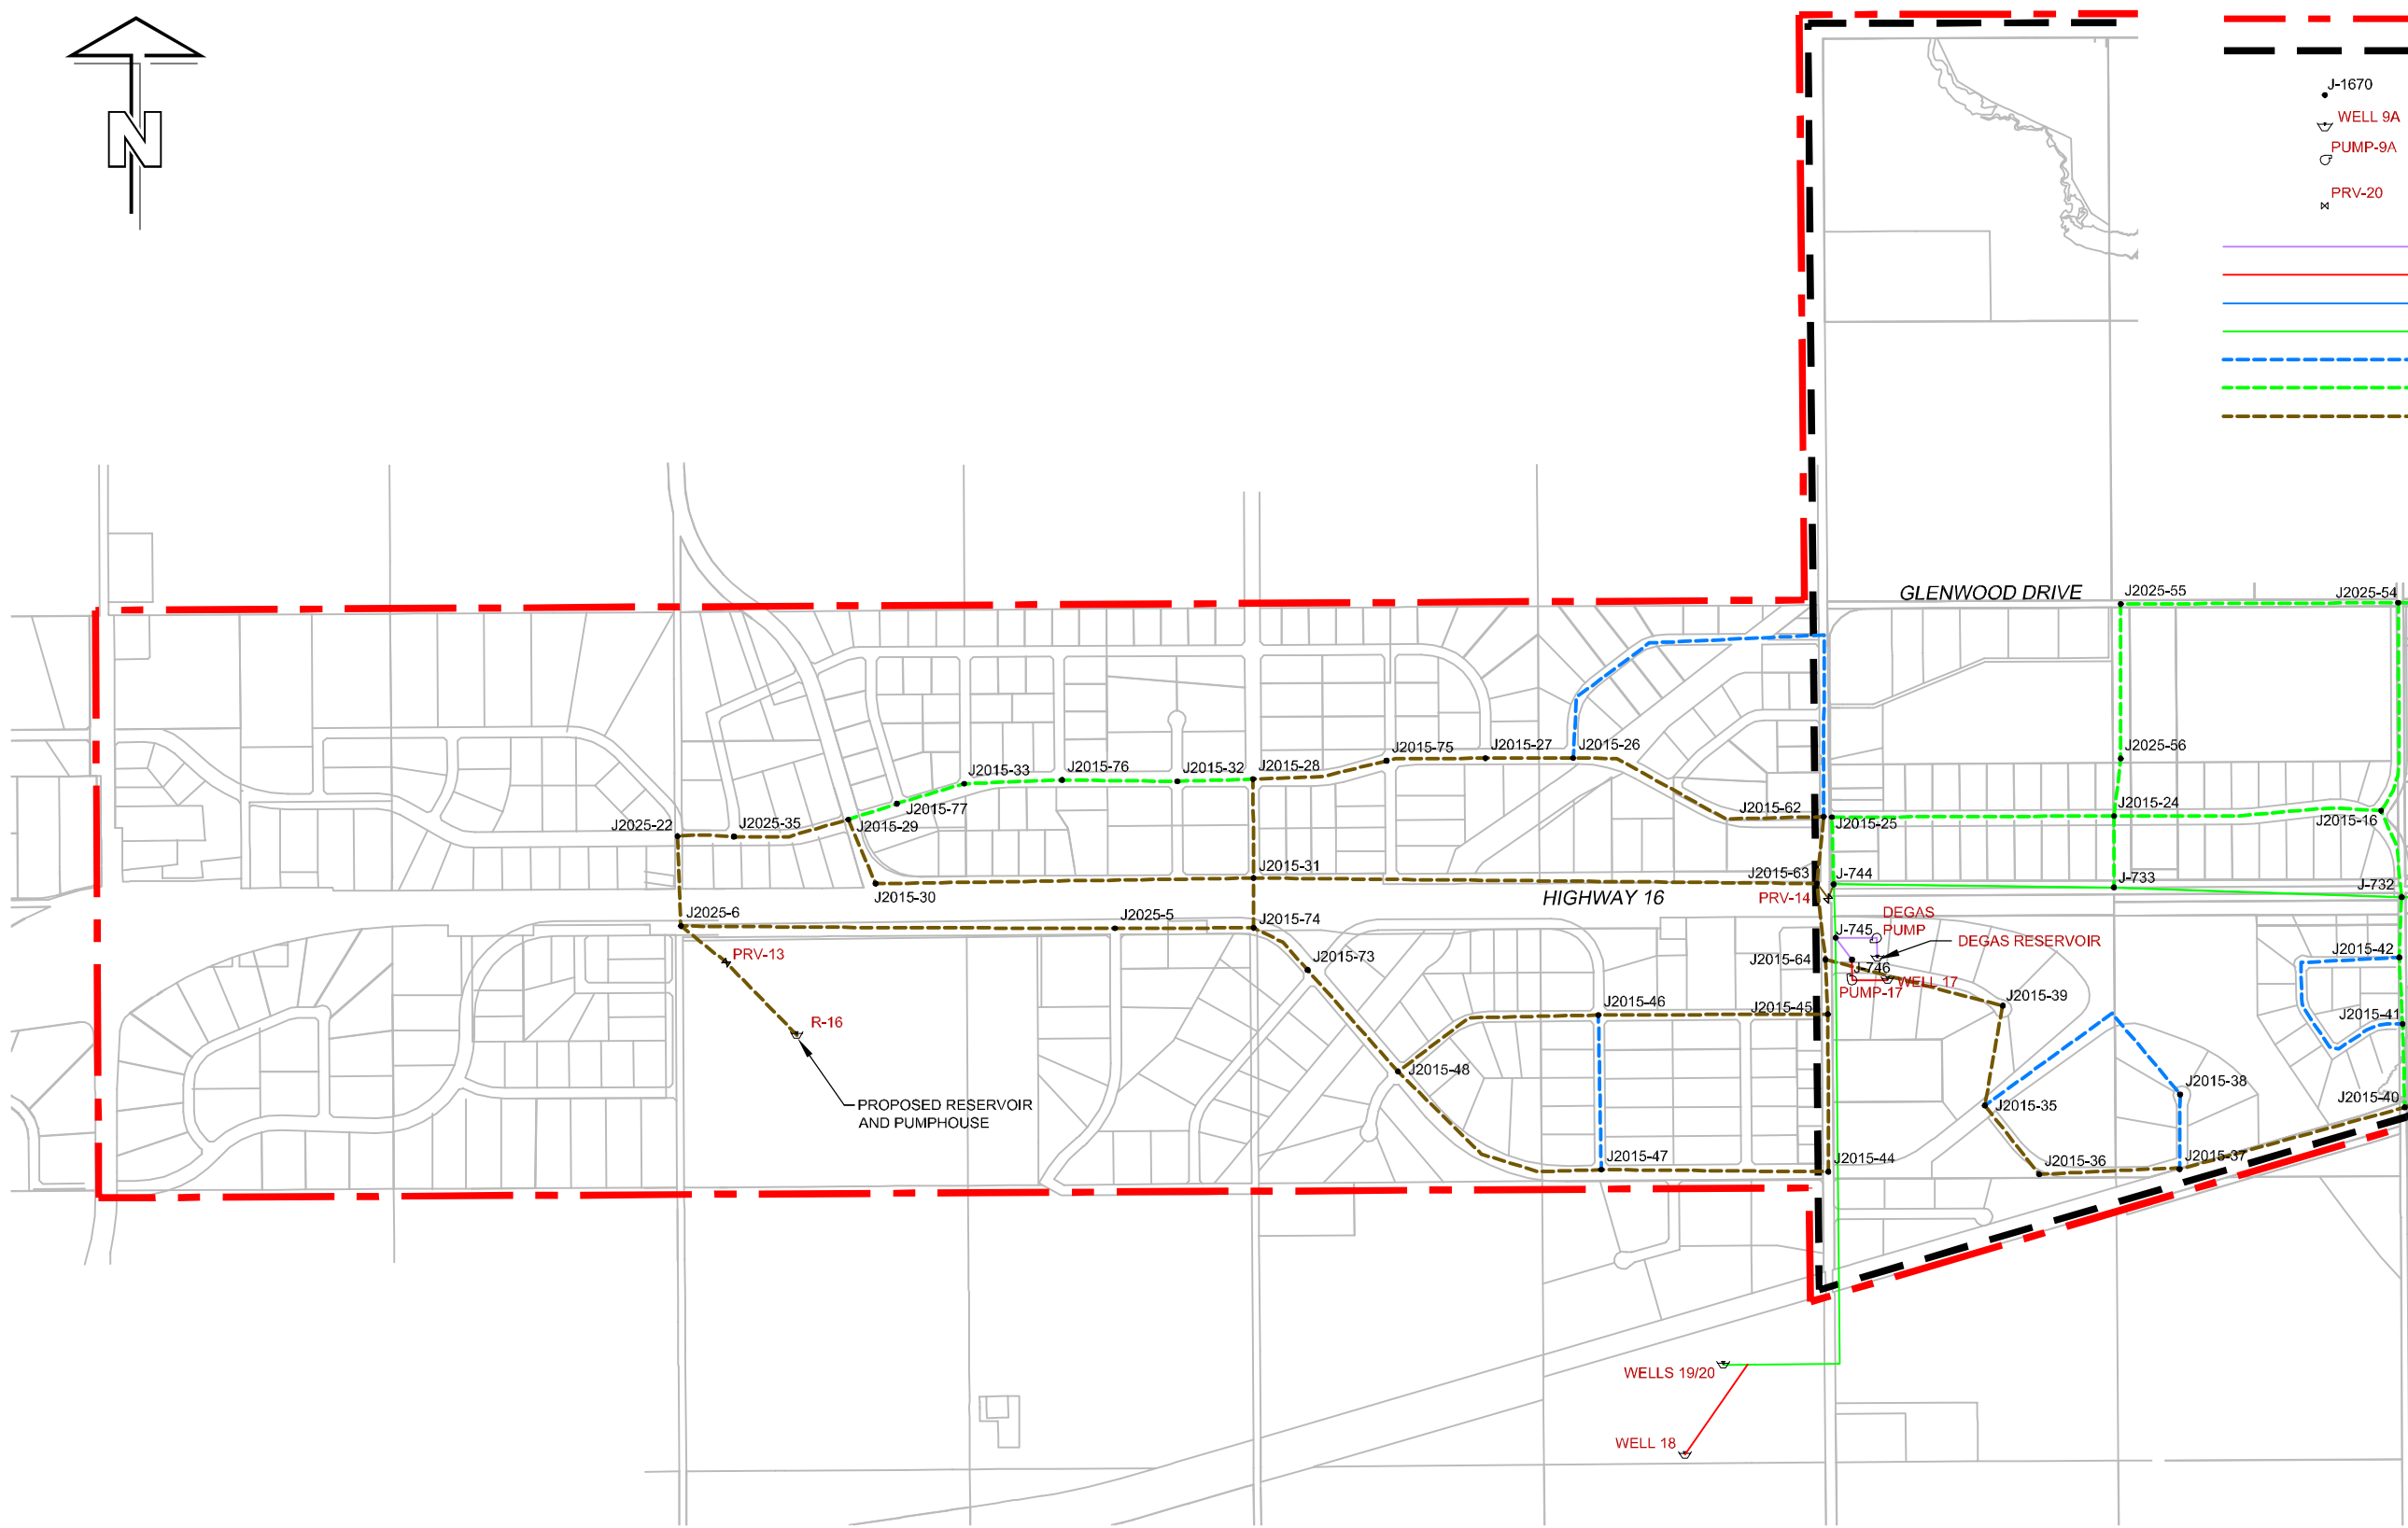 N
J-1670
WELL 9A
PUMP-9A
PRV-20
GLENWOOD DRIVE
J2025-55
J2025-54
J2015-75
J2015-27
J2015-26
J2025-56
J2015-33
J2015-76
J2015-32
J2015-28
J2015-77
J2015-62
J2015-25
J2015-24
J2015-16
J2025-22
J2025-35
J2015-29
J2015-31
J2015-63
J-744
J-733
J-732
J2015-30
HIGHWAY 16
PRV-14
J2025-6
J2025-5
J2015-74
DEGAS
PUMP
J-745
DEGAS RESERVOIR
PRV-13
J2015-73
J2015-64
J-746
WELL 17
PUMP-17
J2015-42
J2015-39
R-16
J2015-46
J2015-45
J2015-41
J2015-48
J2015-38
J2015-40
PROPOSED RESERVOIR
AND PUMPHOUSE
J2015-35
J2015-47
J2015-44
J2015-36
J2015-37
WELLS 19/20
WELL 18